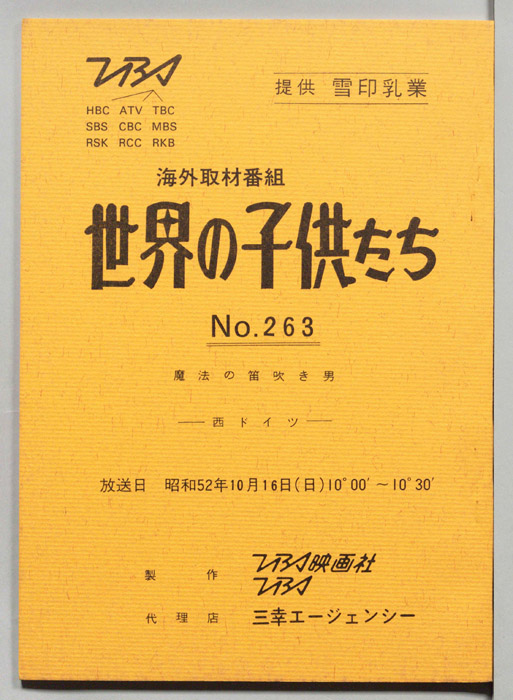 TBS
提供 雪印乳業
HBC ATV TBC
SBS CBC MBS
RSK RCC RKB
海外取材番組
世界の子供たち
No.263
魔法の笛吹き男
——西ドイツ——
放送日 昭和52年10月16日(日)10°00′〜10°30′
製作 TBS映画社
TBS
代理店 三幸エージェンシー